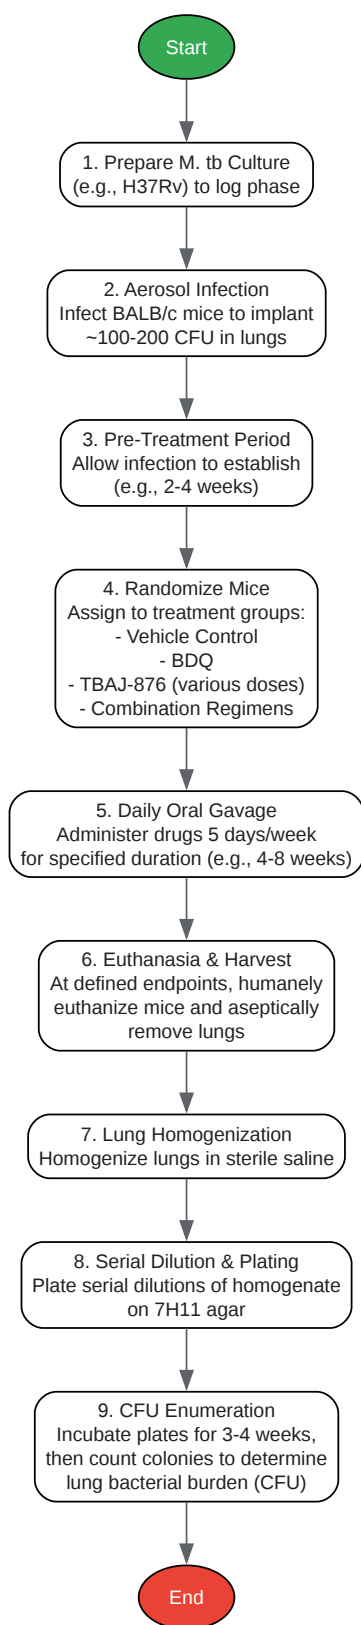 Start
1. Prepare M. tb Culture
(e.g., H37Rv) to log phase
2. Aerosol Infection
Infect BALB/c mice to implant
~100-200 CFU in lungs
3. Pre-Treatment Period
Allow infection to establish
(e.g., 2-4 weeks)
4. Randomize Mice
Assign to treatment groups:
- Vehicle Control
- BDQ
- TBAJ-876 (various doses)
- Combination Regimens
5. Daily Oral Gavage
Administer drugs 5 days/week
for specified duration (e.g., 4-8 weeks)
6. Euthanasia & Harvest
At defined endpoints, humanely
euthanize mice and aseptically
remove lungs
7. Lung Homogenization
Homogenize lungs in sterile saline
8. Serial Dilution & Plating
Plate serial dilutions of homogenate
on 7H11 agar
9. CFU Enumeration
Incubate plates for 3-4 weeks,
then count colonies to determine
lung bacterial burden (CFU)
End